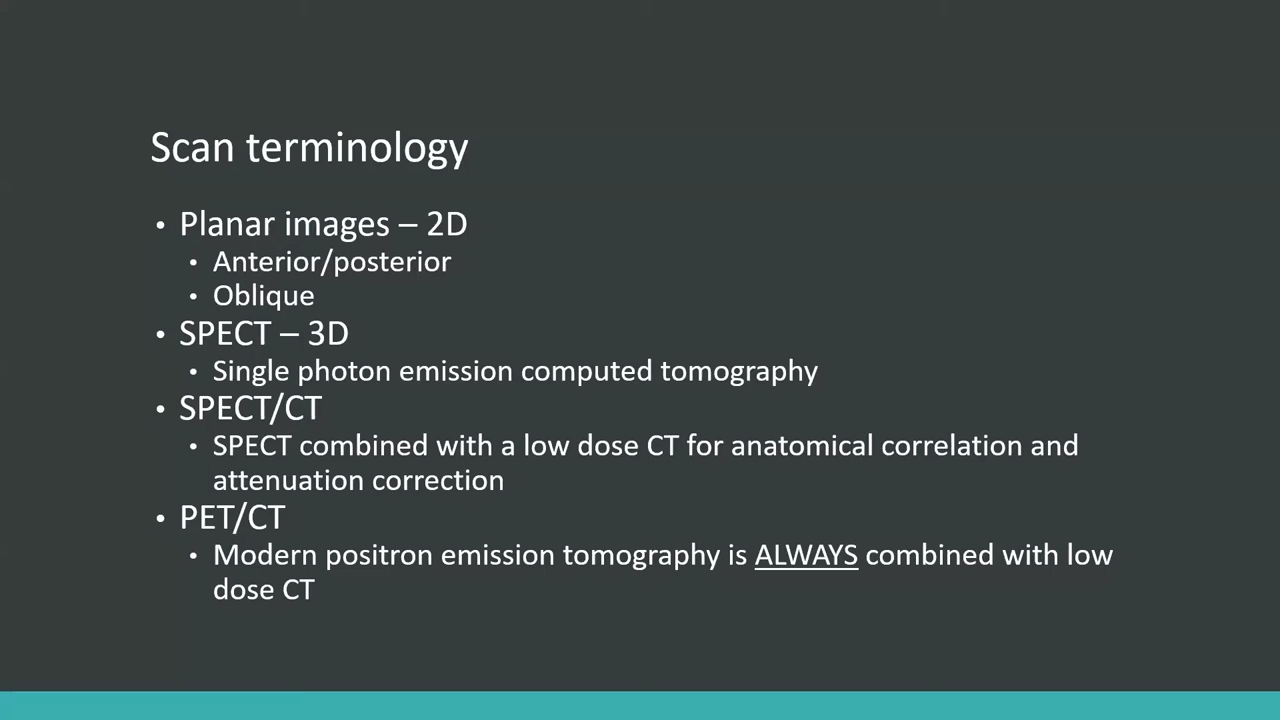 Scan terminology
• Planar images – 2D
• Anterior/posterior
• Oblique
• SPECT – 3D
• Single photon emission computed tomography
• SPECT/CT
• SPECT combined with a low dose CT for anatomical correlation and
attenuation correction
• PET/CT
• Modern positron emission tomography is ALWAYS combined with low
dose CT